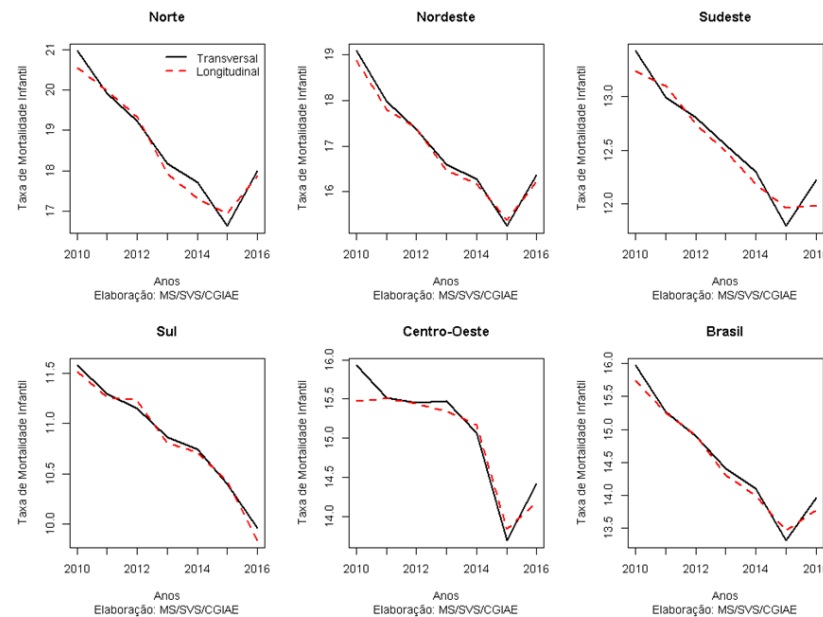 Norte
Taxa de Mortalidade Infantil
21
20
19
18
17
Transversal
Longitudinal
2010 2012 2014 2016
Anos
Elaboração: MS/SVS/CGIAE
Nordeste
Taxa de Mortalidade Infantil
19
18
17
16
2010 2012 2014 2016
Anos
Elaboração: MS/SVS/CGIAE
Sudeste
Taxa de Mortalidade Infantil
13.0
12.5
12.0
2010 2012 2014 2016
Anos
Elaboração: MS/SVS/CGIAE
Sul
Taxa de Mortalidade Infantil
11.5
11.0
10.5
10.0
2010 2012 2014 2016
Anos
Elaboração: MS/SVS/CGIAE
Centro-Oeste
Taxa de Mortalidade Infantil
16.0
15.5
15.0
14.5
14.0
2010 2012 2014 2016
Anos
Elaboração: MS/SVS/CGIAE
Brasil
Taxa de Mortalidade Infantil
16.0
15.5
15.0
14.5
14.0
13.5
2010 2012 2014 2016
Anos
Elaboração: MS/SVS/CGIAE